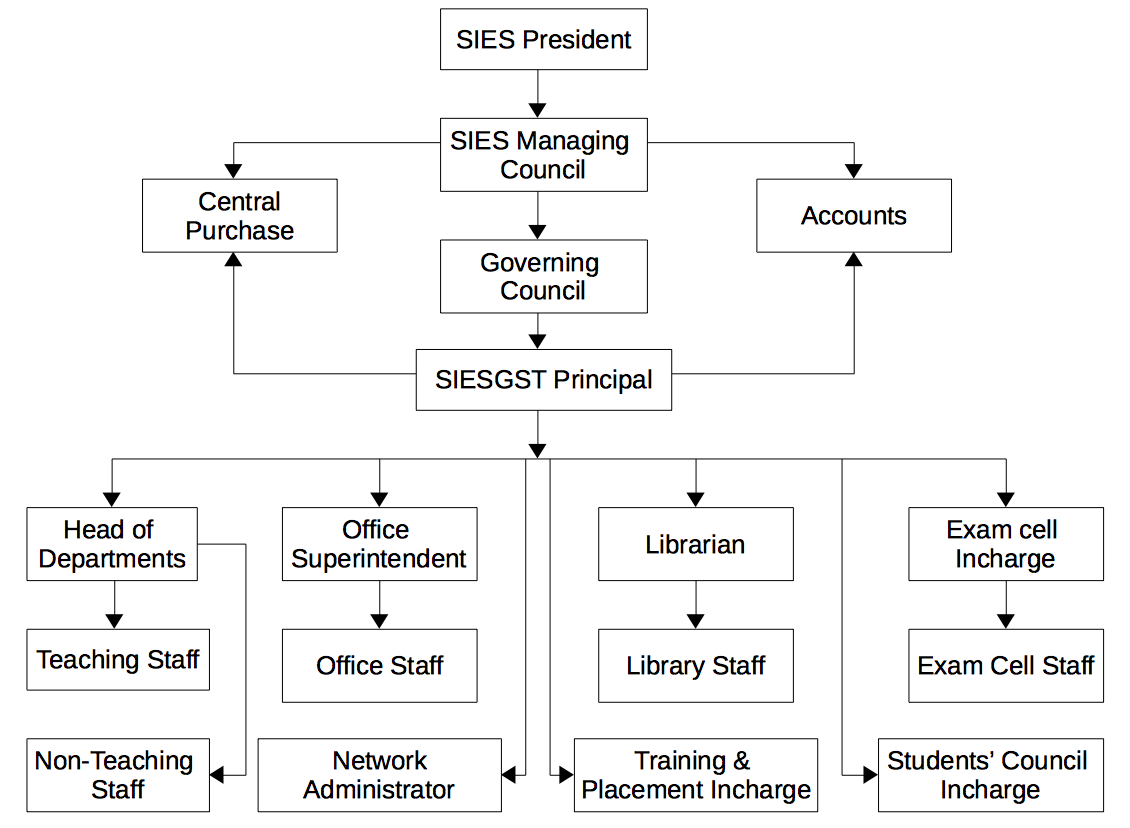 SIES President
SIES Managing
Council
Central
Purchase
Accounts
Governing
Council
SIESGST Principal
Head of
Departments
Office
Superintendent
Librarian
Exam cell
Incharge
Teaching Staff
Office Staff
Library Staff
Exam Cell Staff
Non-Teaching
Staff
Network
Administrator
Training &
Placement Incharge
Students’ Council
Incharge